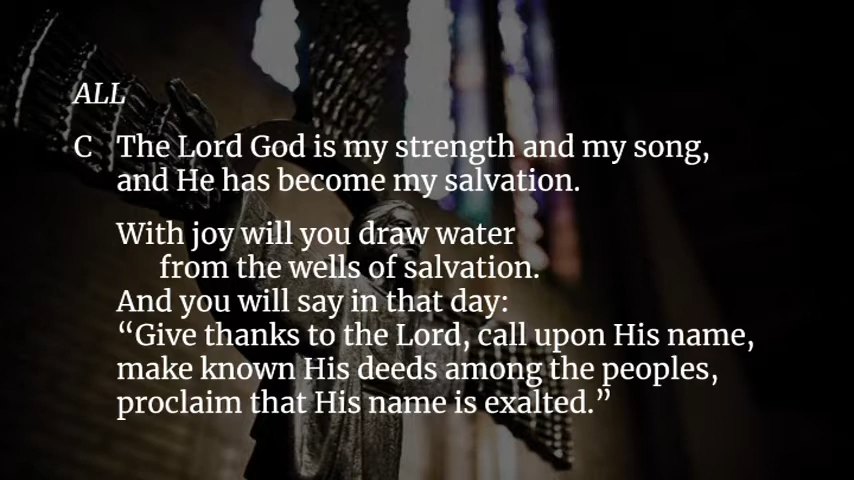 ALL
C The Lord God is my strength and my song,
and He has become my salvation.
With joy will you draw water
from the wells of salvation.
And you will say in that day:
“Give thanks to the Lord, call upon His name,
make known His deeds among the peoples,
proclaim that His name is exalted.”